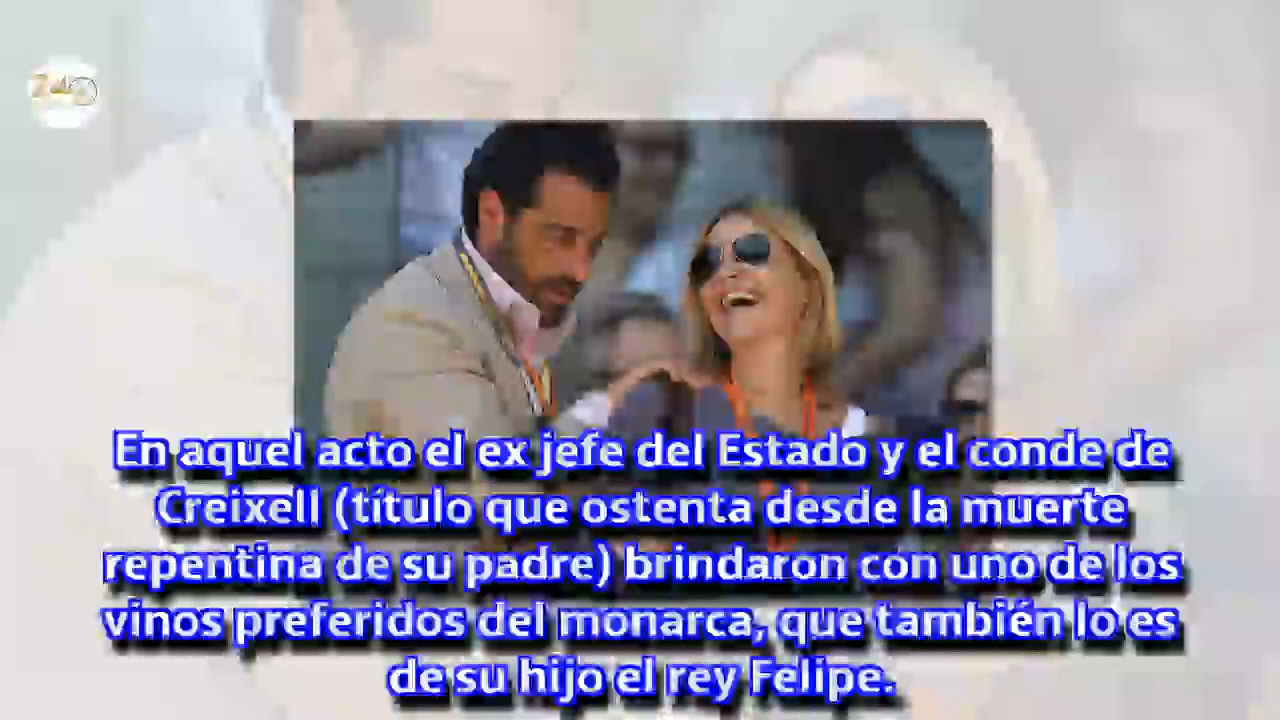 En aquel acto el ex jefe del Estado y el conde de
Creixell (título que ostenta desde la muerte
repentina de su padre) brindaron con uno de los
vinos preferidos del monarca, que también lo es
de su hijo el rey Felipe.